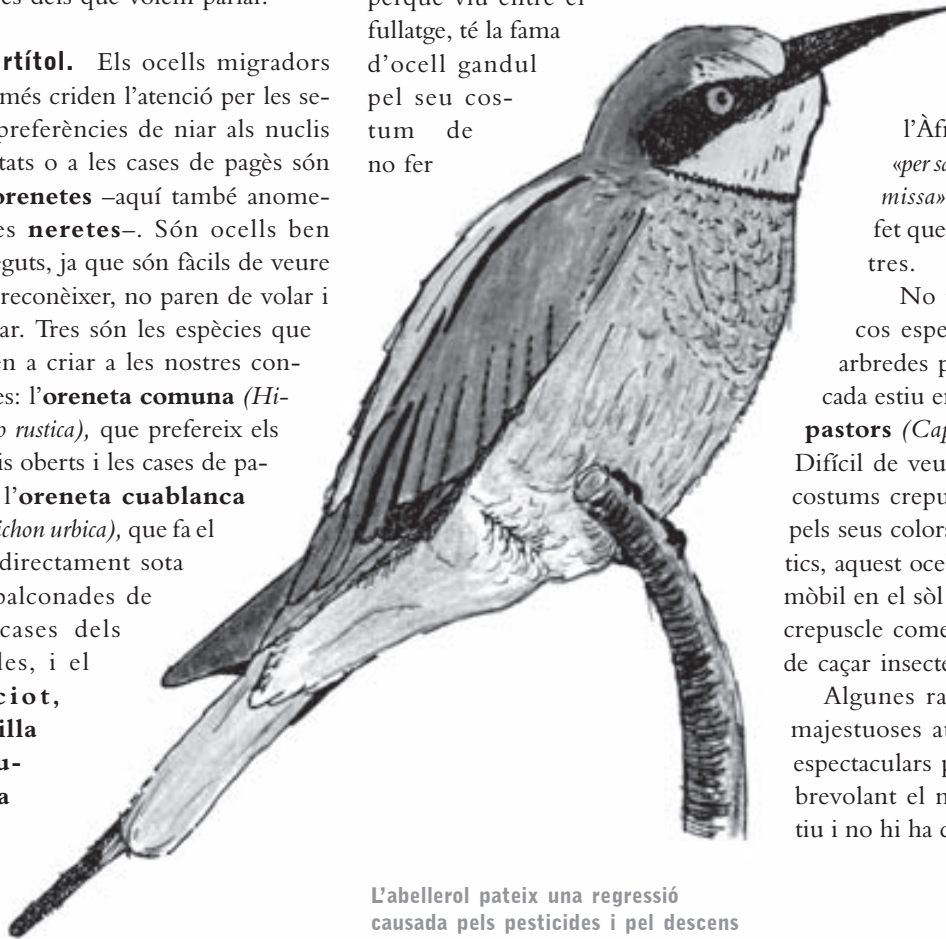 es dels que volem parlar.
rtítol. Els ocells migradors
més criden l'atenció per les se-
preferències de niar als nuclis
tats o a les cases de pagès són
orenetes –aquí també anome-
es neretes–. Són ocells ben
eguts, ja que són fàcils de veure
reconèixer, no paren de volar i
ar. Tres són les espècies que
en a criar a les nostres con-
es: l'oreneta comuna (Hi-
o rustica), que prefereix els
is oberts i les cases de pa-
l'oreneta cuablanca
ichon urbica), que fa el
directament sota
balconades de
cases dels
les, i el
ciot,
illa
u-
a
perquè viu entre el
fullatge, té la fama
d'ocell gandul
pel seu cos-
tum de
no fer
l'Àfi
«per sa
missa»
fet que
tres.
No
cos espe
arbredes p
cada estiu en
pastors (Cap
Difícil de veu
costums crepu
pels seus colors
tics, aquest oce
mòbil en el sòl
crepuscle come
de caçar insecte
Algunes ra
majestuoses au
espectaculars p
brevolant el n
tiu i no hi ha c
L'abellerol pateix una regressió
causada pels pesticides i pel descens